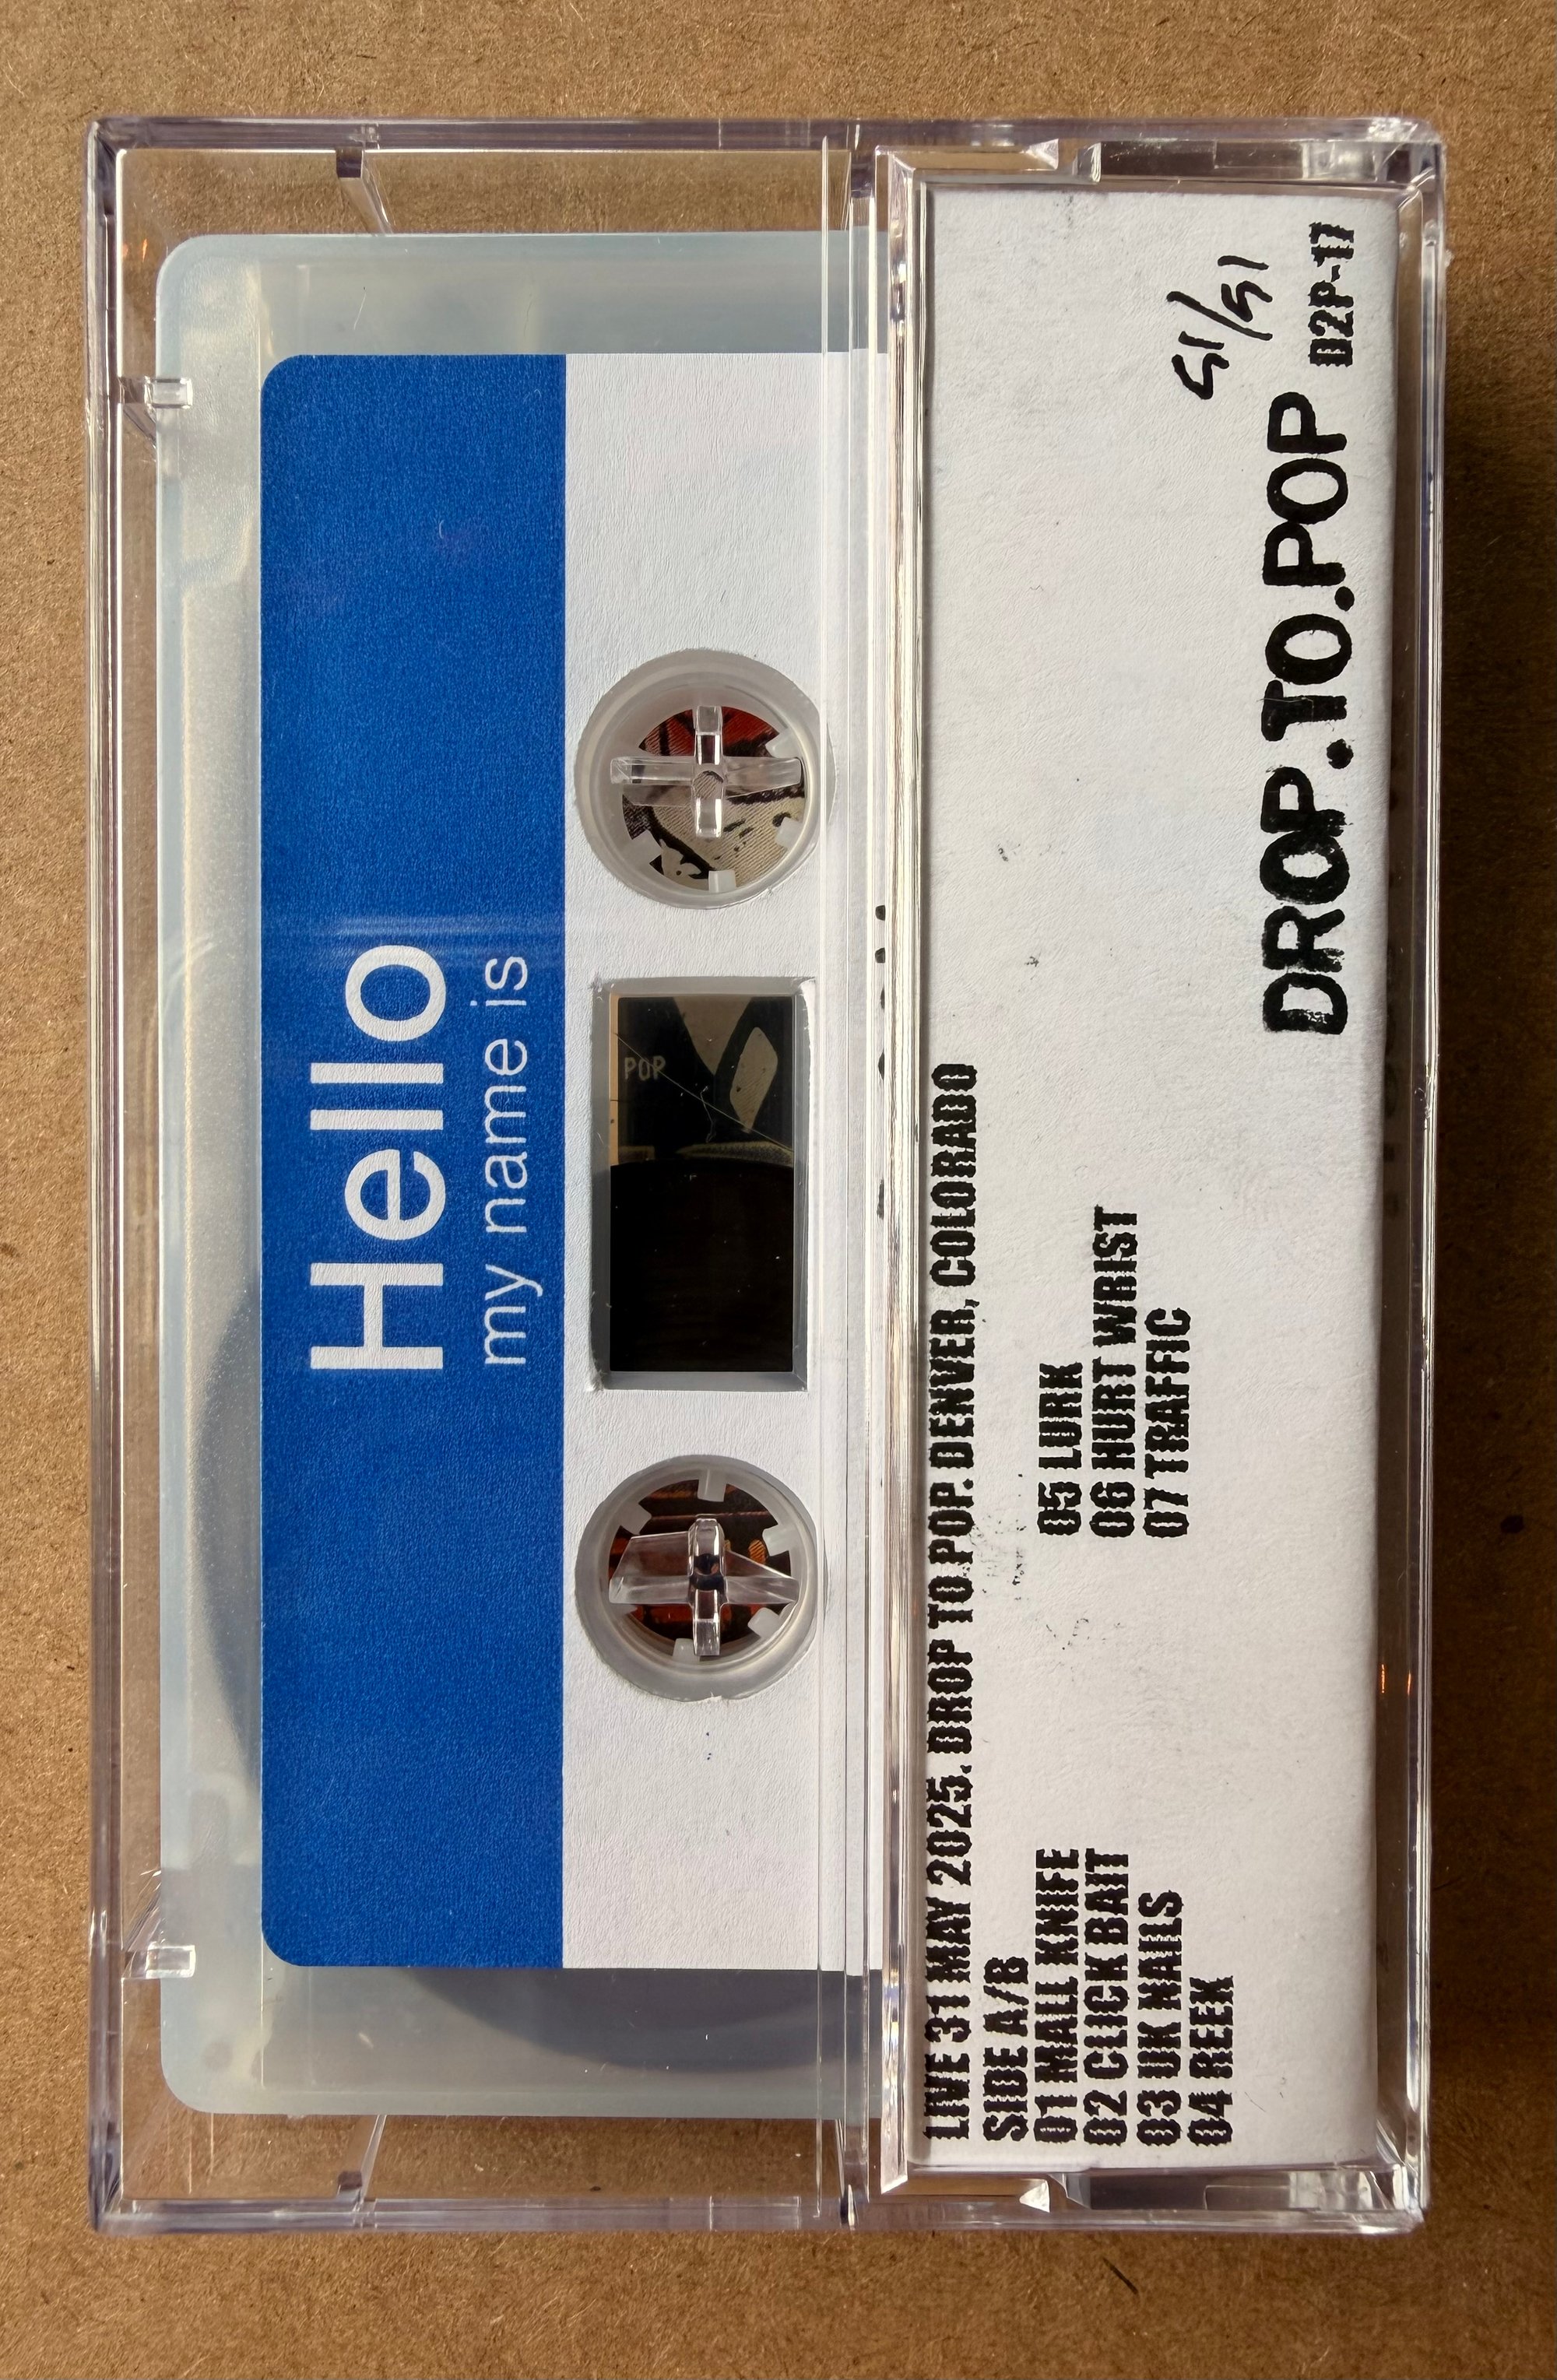 Hello
my name is
POP
LIVE 31 MAY 2025. DROP TO POP. DENVER, COLORADO
SIDE A/B
01 MALL KNIFE
02 CLICK BAIT
03 UK NAILS
04 REEK
05 LURK
06 HURT WRIST
07 TRAFFIC
51/51
DROP.TO.POP D2P-17